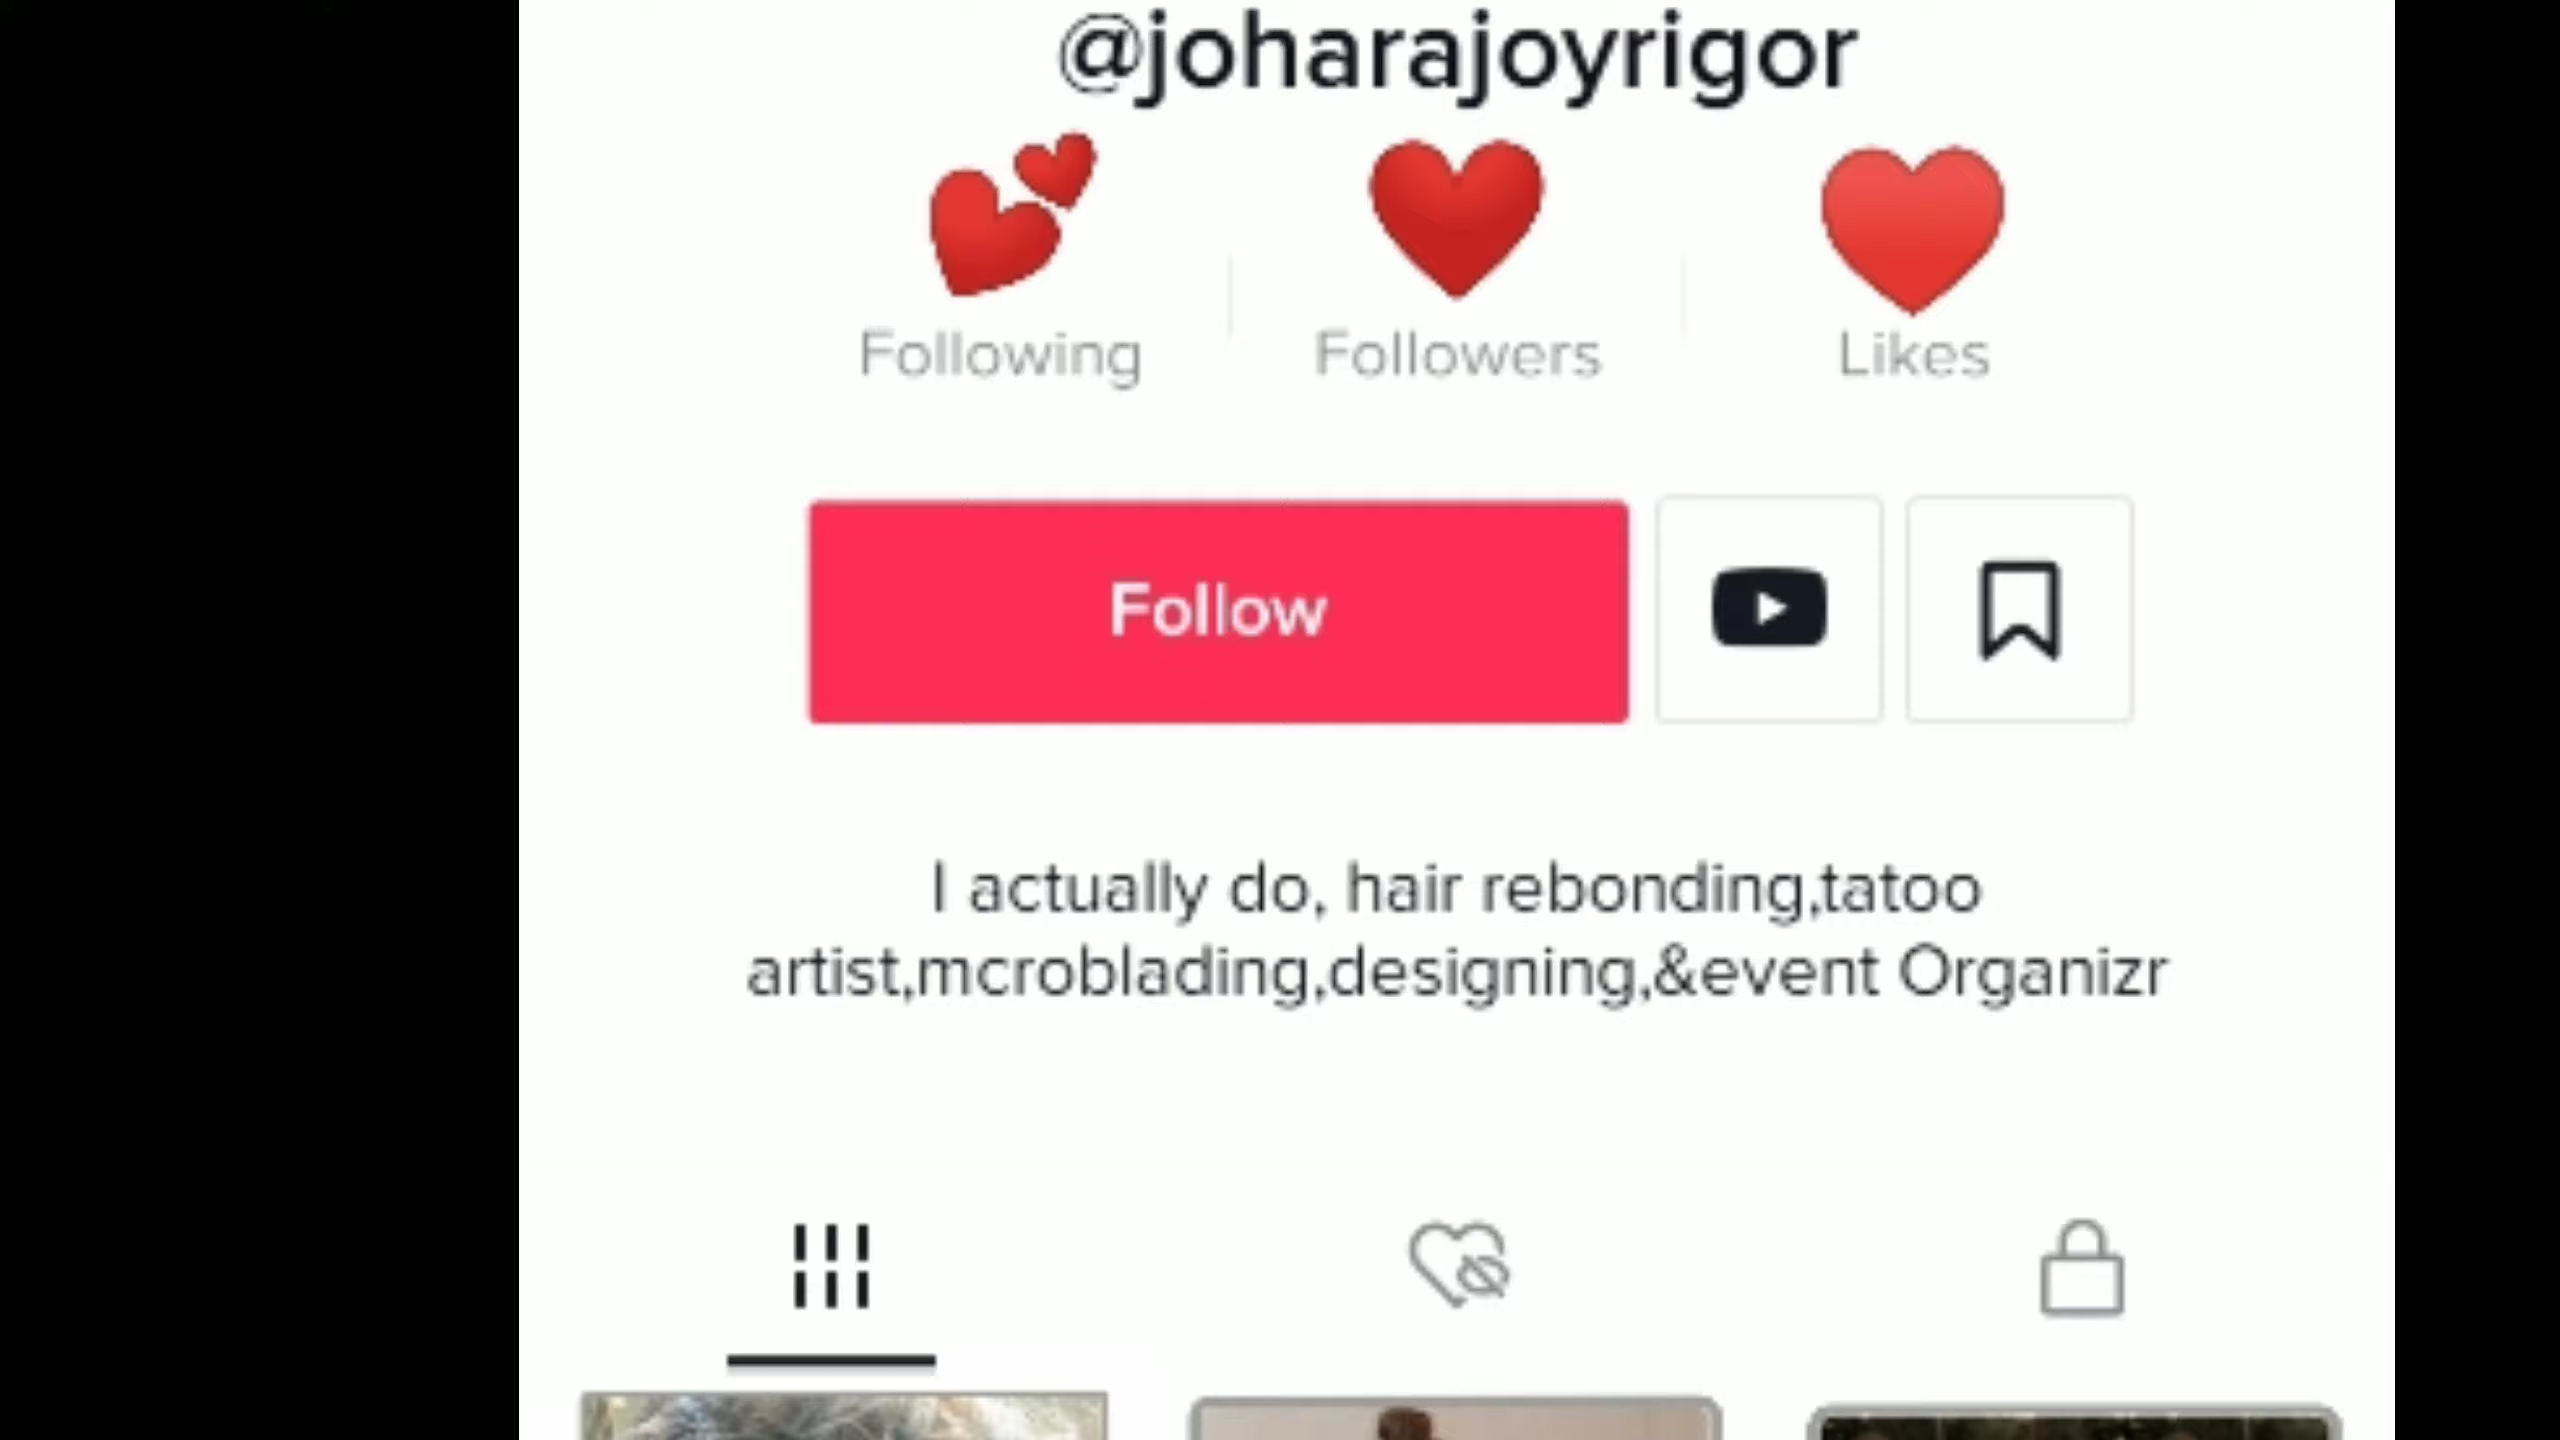 @joharajoyrigor
Following Followers Likes
Follow
I actually do, hair rebonding,tatoo
artist,mcroblading,designing,&event Organizr